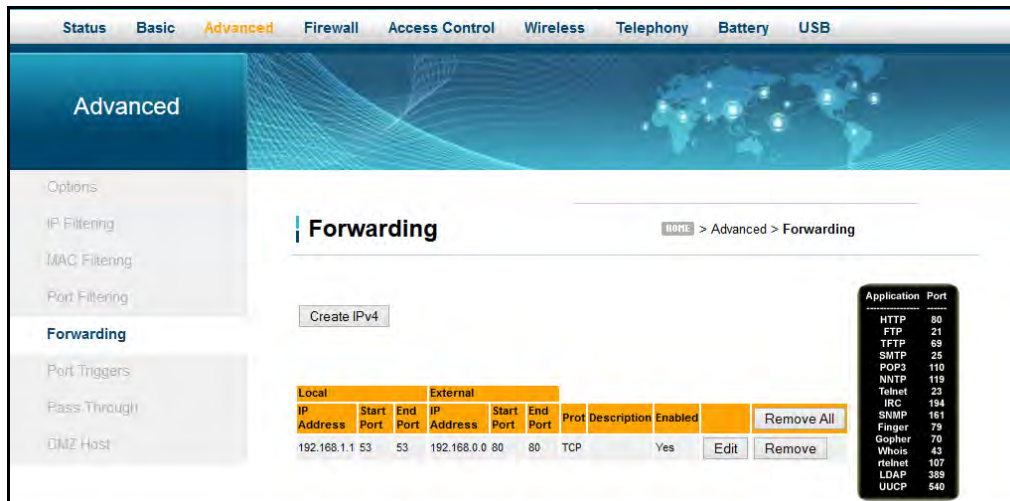 Status Basic Advanced Firewall Access Control Wireless Telephony Battery USB
Advanced
Options
IP Filtering
MAC Filtering
Port Filtering
Forwarding
Port Triggers
Pass Through
DMZ Host
Forwarding
HOME > Advanced > Forwarding
Create IPv4
Local External
IP Address Start Port End Port IP Address Start Port End Port Prot Description Enabled Remove All
192.168.1.1 53 53 192.168.0.0 80 80 TCP Yes Edit Remove
Application Port
---------------- ------
HTTP 80
FTP 21
TFTP 69
SMTP 25
POP3 110
NNTP 119
Telnet 23
IRC 194
SNMP 161
Finger 79
Gopher 70
Whois 43
rtelnet 107
LDAP 389
UUCP 540